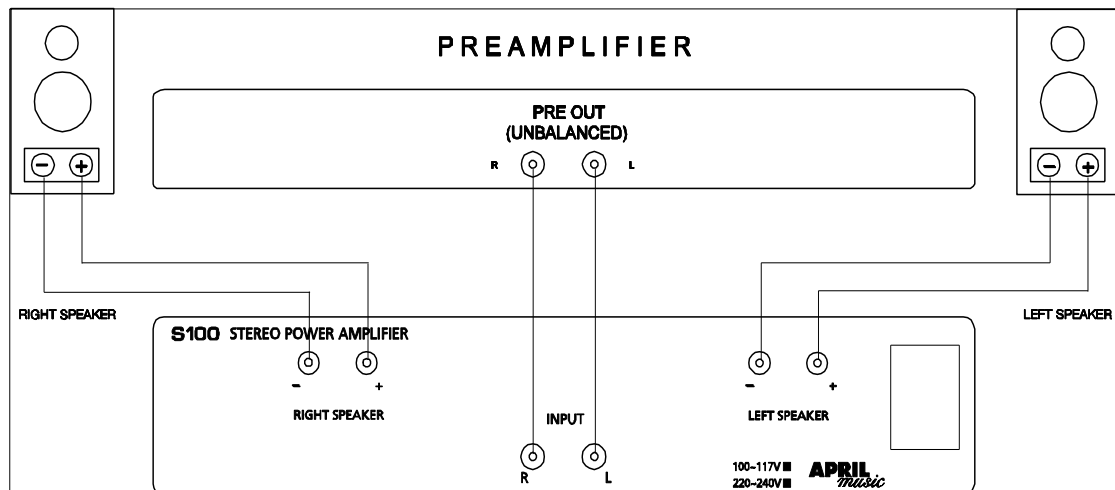 PREAMPLIFIER
PRE OUT
(UNBALANCED)
R L
- +
- +
RIGHT SPEAKER
LEFT SPEAKER
S100 STEREO POWER AMPLIFIER
- +
- +
RIGHT SPEAKER
INPUT
LEFT SPEAKER
R L
100~117V■
220~240V■
APRIL
music